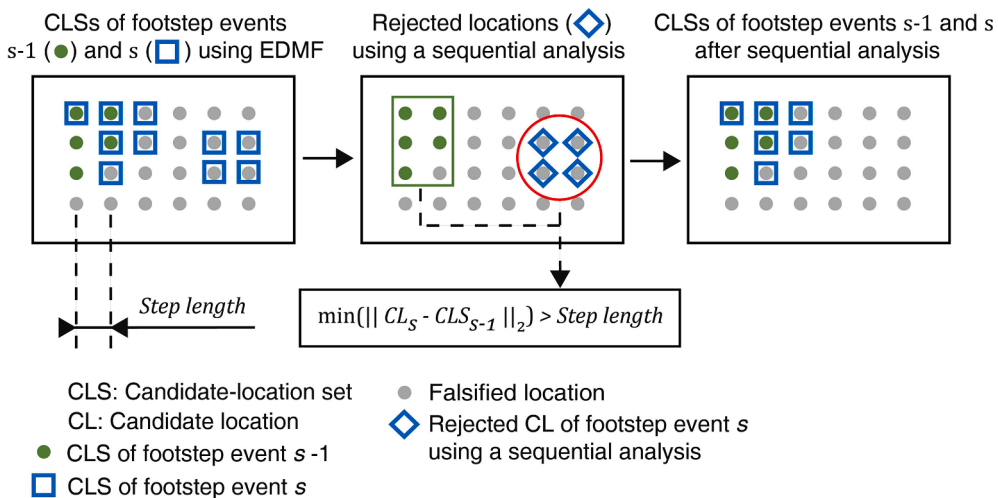 CLSs of footstep events
s-1 ( ) and s ( ) using EDMF
Rejected locations ( )
using a sequential analysis
CLSs of footstep events s-1 and s
after sequential analysis
Step length
min(|| CLS - CLSS-1 ||2) > Step length
CLS: Candidate-location set
CL: Candidate location
CLS of footstep event s -1
CLS of footstep event s
Falsified location
Rejected CL of footstep event s
using a sequential analysis